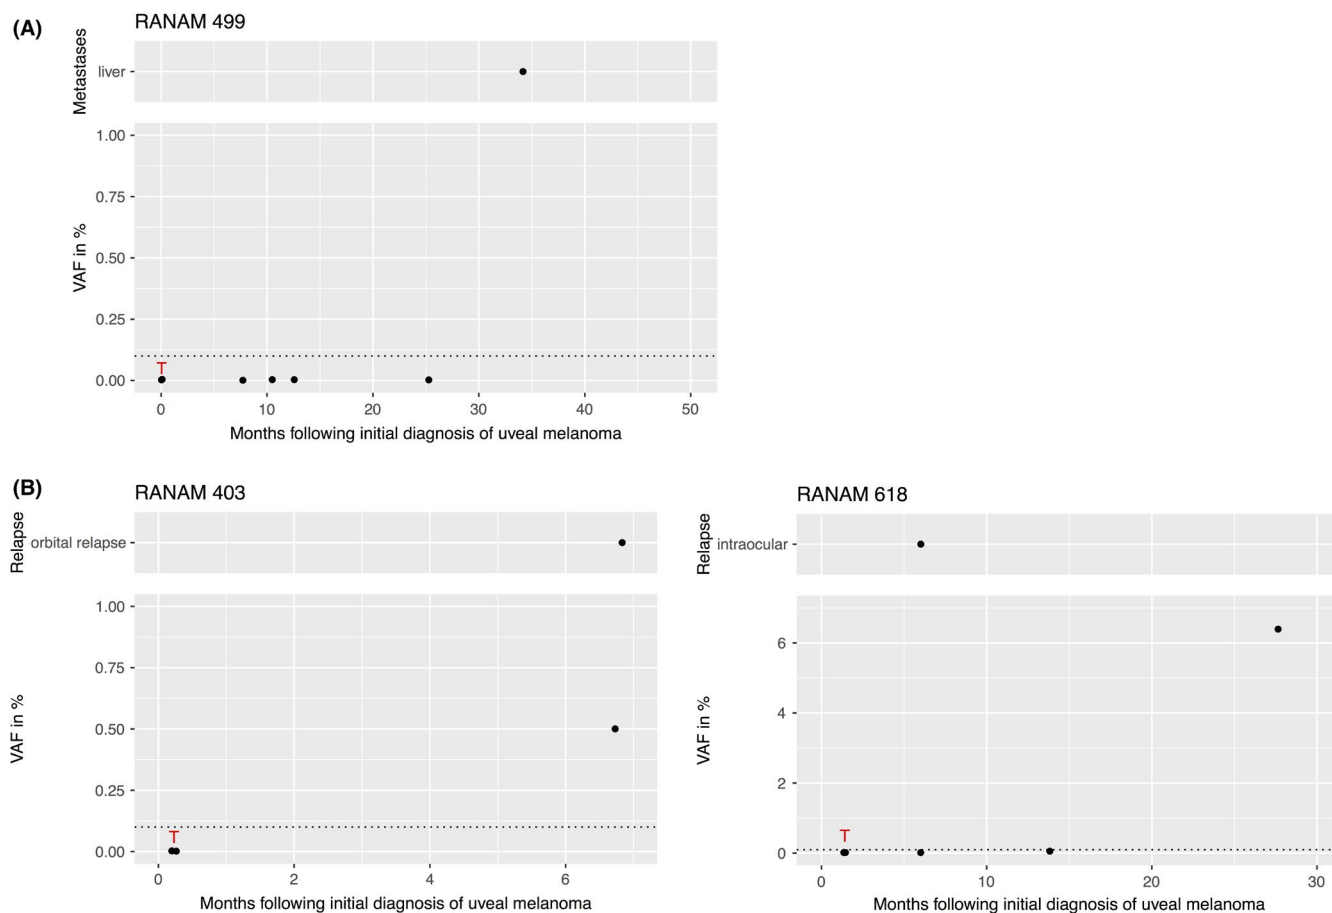 (A)
RANAM 499
Metastases
liver
1.00
0.75
0.50
0.25
0.00
VAF in %
T
0 10 20 30 40 50
Months following initial diagnosis of uveal melanoma
(B)
RANAM 403
Relapse
orbital relapse
1.00
0.75
0.50
0.25
0.00
VAF in %
T
0 2 4 6
Months following initial diagnosis of uveal melanoma
RANAM 618
Relapse
intraocular
6
4
2
0
VAF in %
T
0 10 20 30
Months following initial diagnosis of uveal melanoma